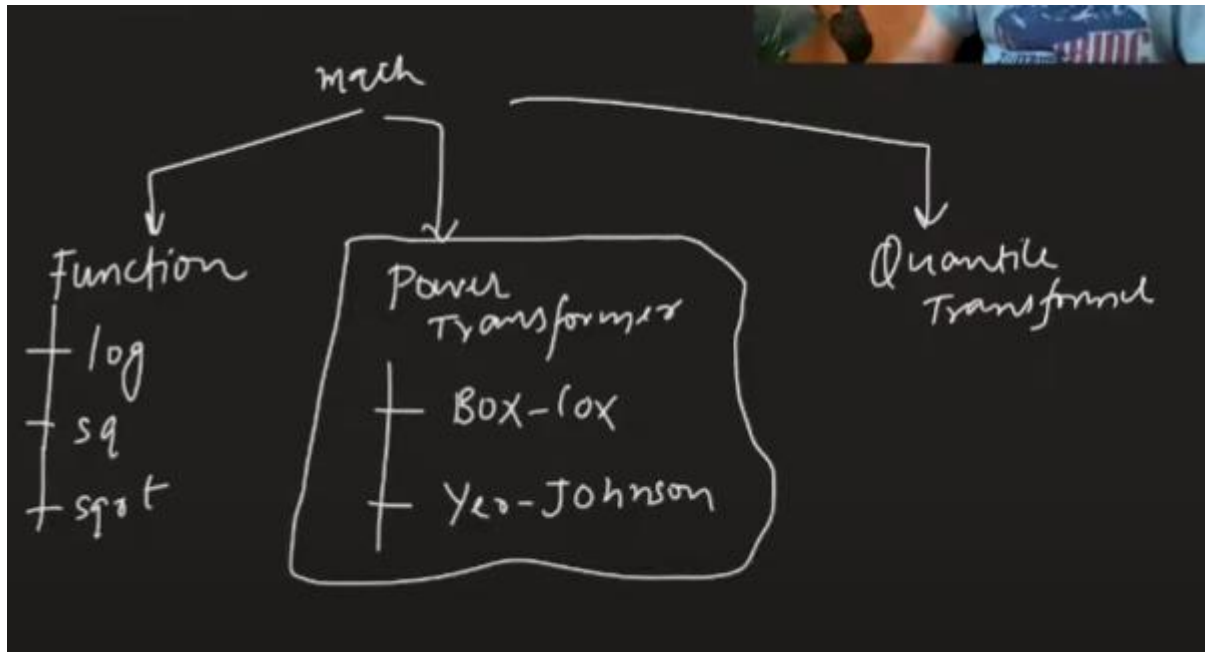 math
Function
log
sq
sqrt
Power
Transformer
Box-Cox
Yeo-Johnson
Quantile
Transformer